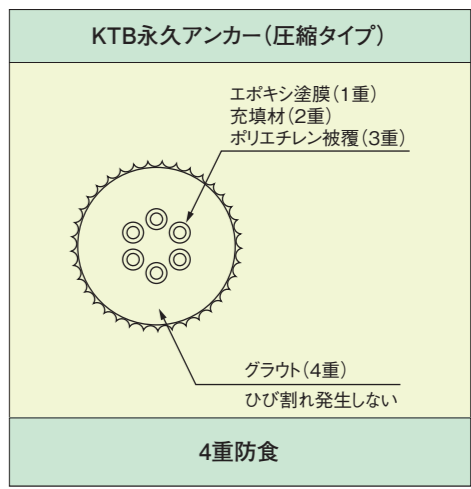 KTB永久アンカー（圧縮タイプ）
エポキシ塗膜（1重）
充填材（2重）
ポリエチレン被覆（3重）
グラウト（4重）
ひび割れ発生しない
4重防食